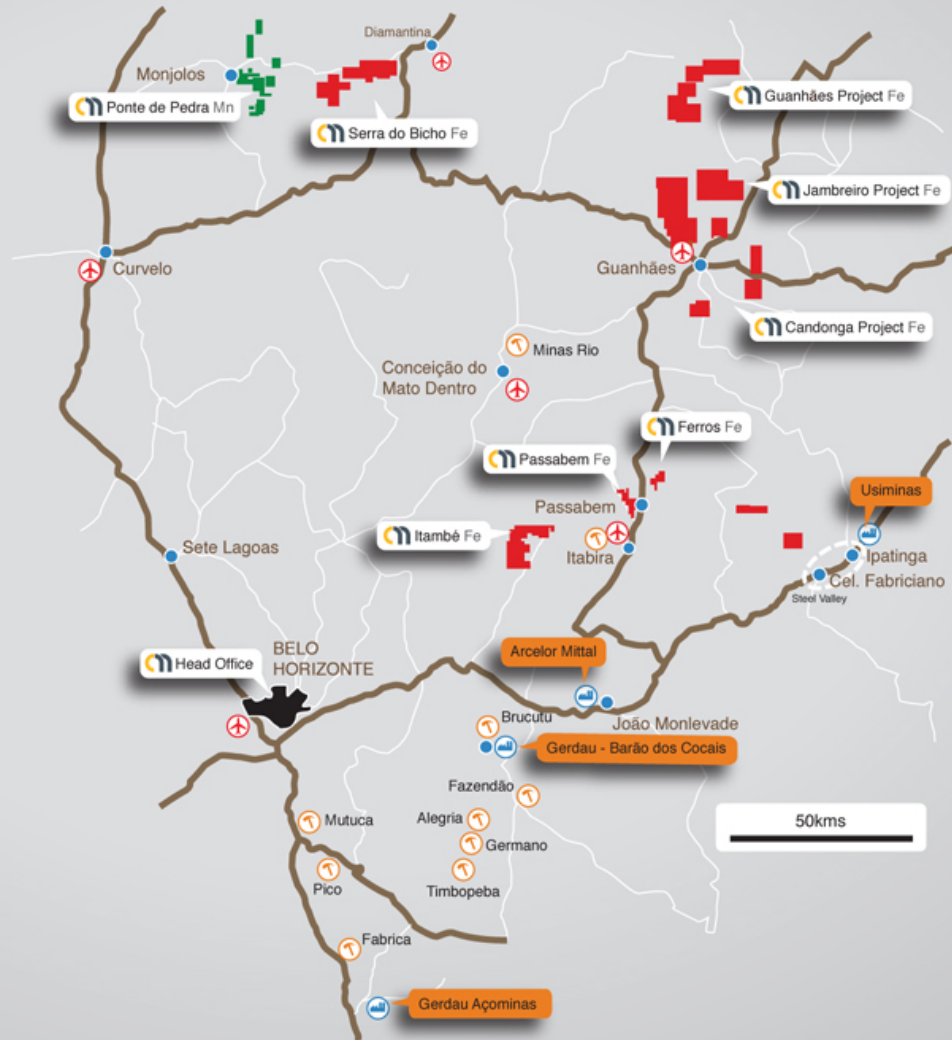 Diamantina
Monjolos
Ponte de Pedra Mn
Serra do Bicho Fe
Guanhães Project Fe
Jambreiro Project Fe
Curvelo
Guanhães
Candonga Project Fe
Minas Rio
Conceição do
Mato Dentro
Ferros Fe
Passabem Fe
Passabem
Usiminas
Itambé Fe
Itabira
Sete Lagoas
Ipatinga
Cel. Fabriciano
Steel Valley
BELO
HORIZONTE
Head Office
Arcelor Mittal
Brucutu
João Monlevade
Gerdau - Barão dos Cocais
Fazendão
Mutuca
Alegria
Germano
50kms
Pico
Timbopeba
Fabrica
Gerdau Açominas